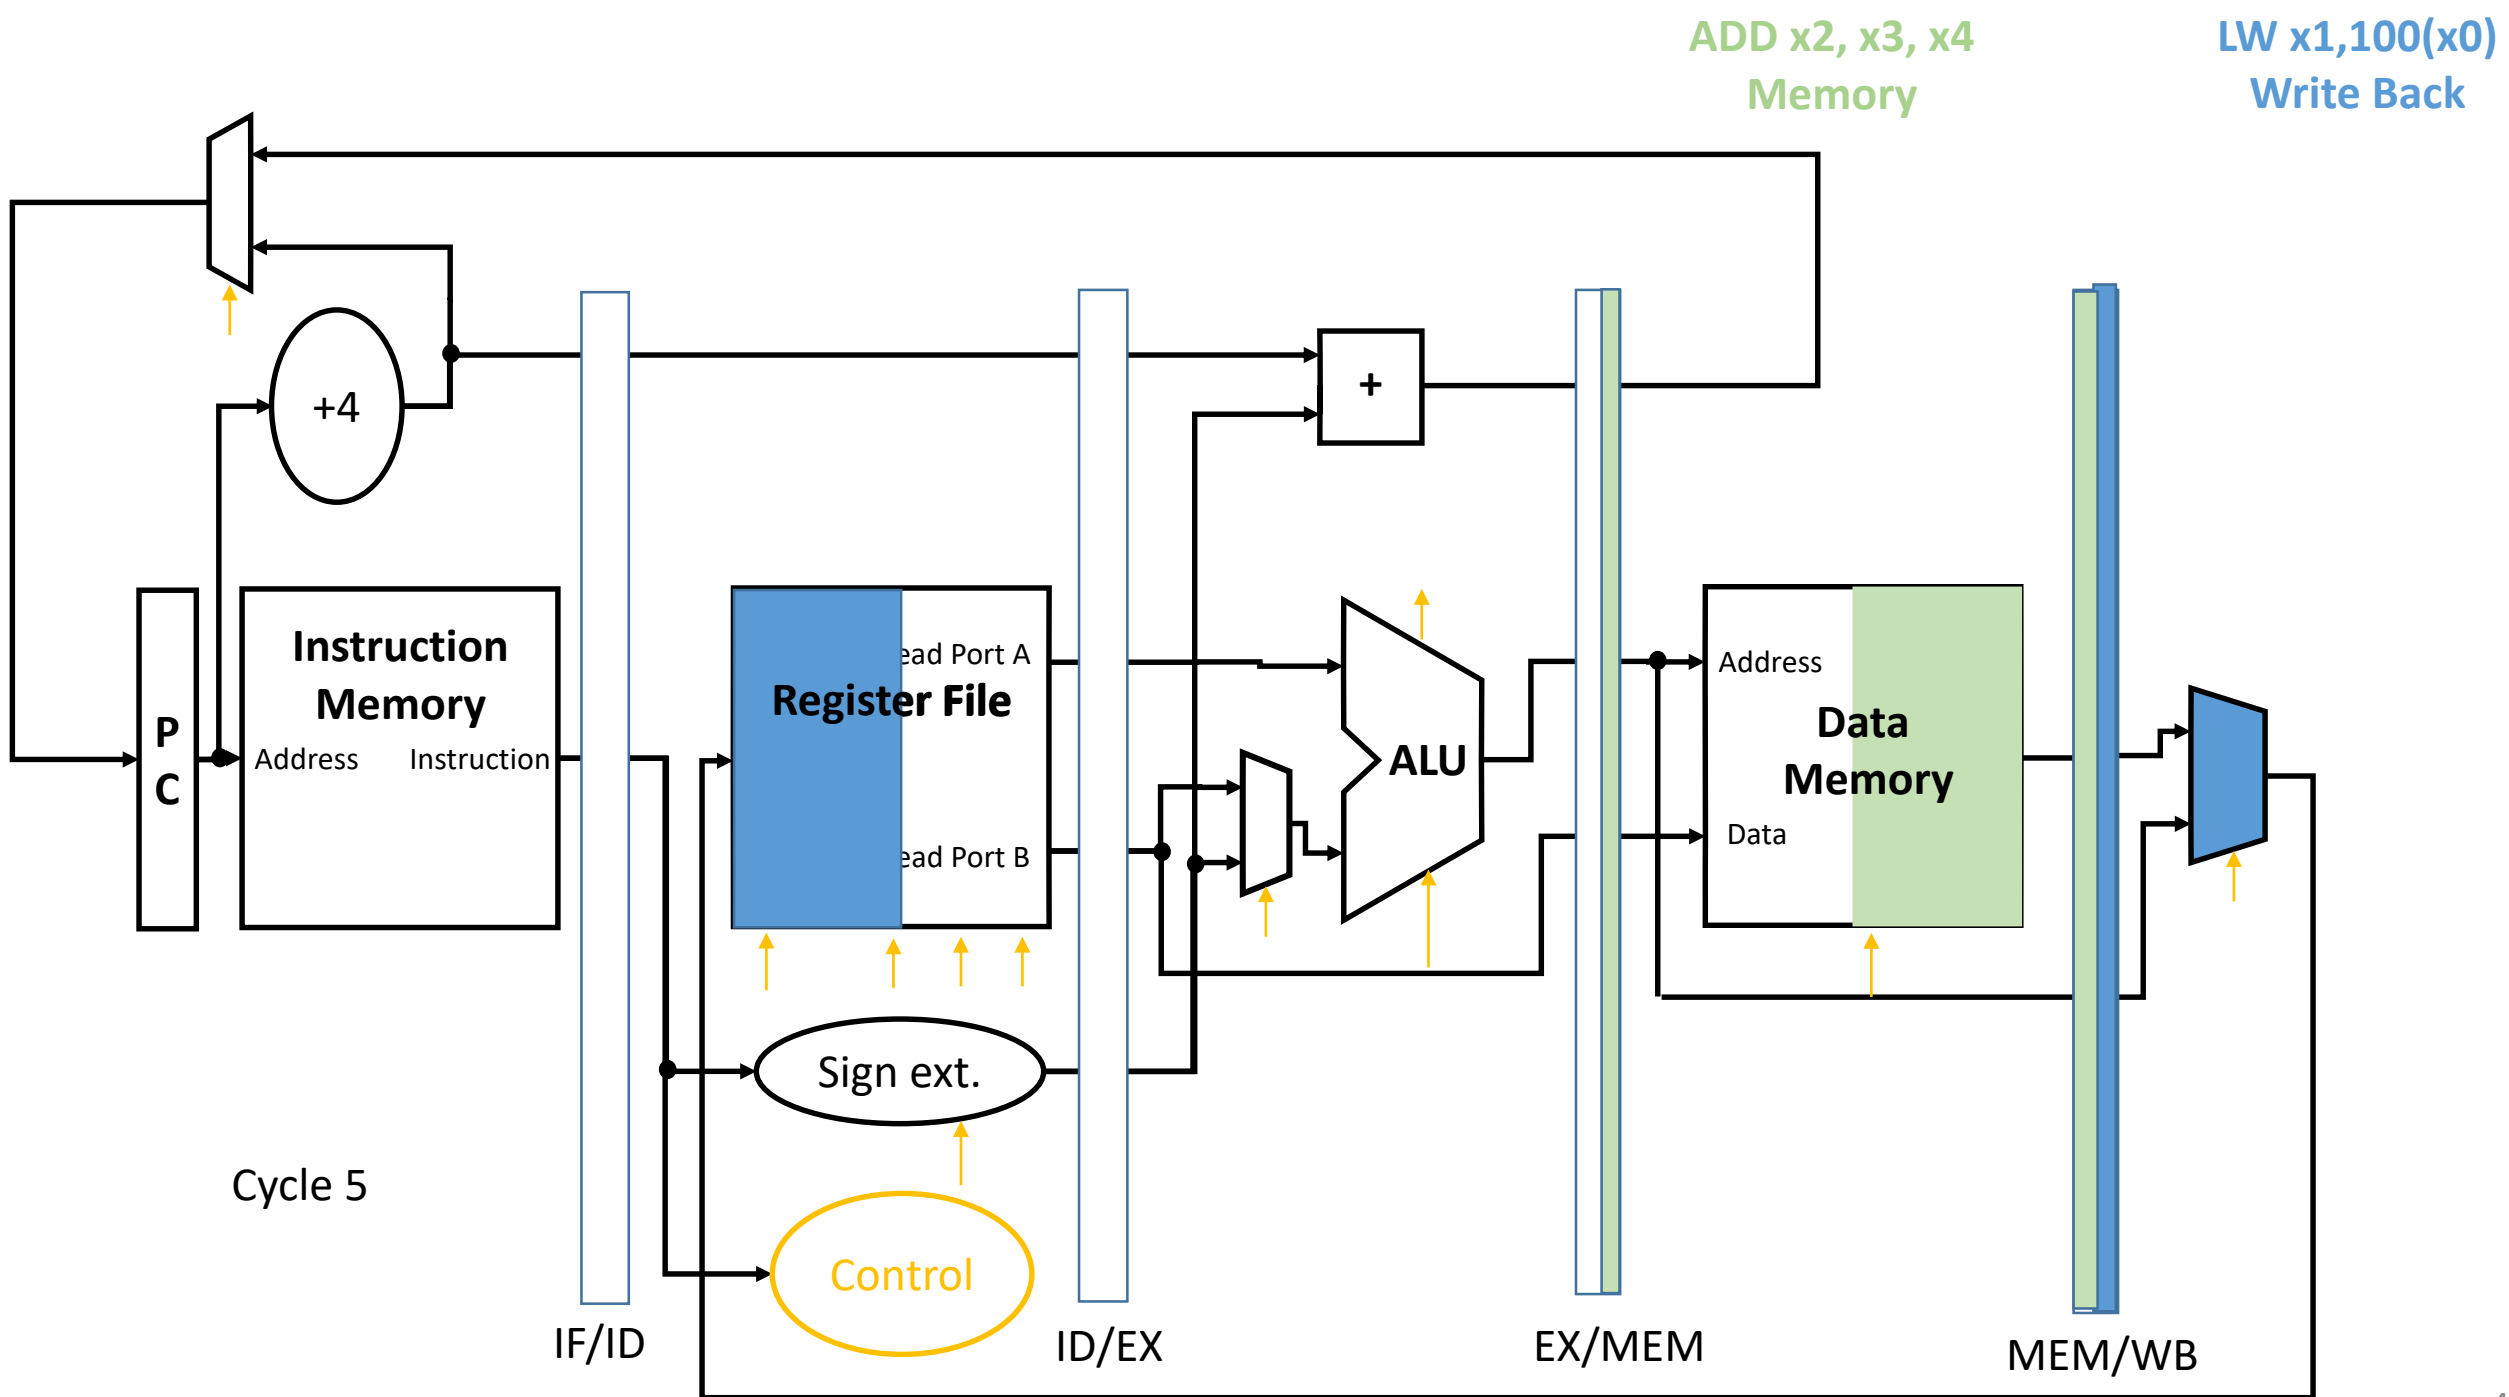 ADD x2, x3, x4
Memory
LW x1,100(x0)
Write Back
+4
+
P
C
Instruction
Memory
Address
Instruction
ead Port A
Register File
ead Port B
ALU
Address
Data
Memory
Data
Sign ext.
Cycle 5
Control
IF/ID
ID/EX
EX/MEM
MEM/WB